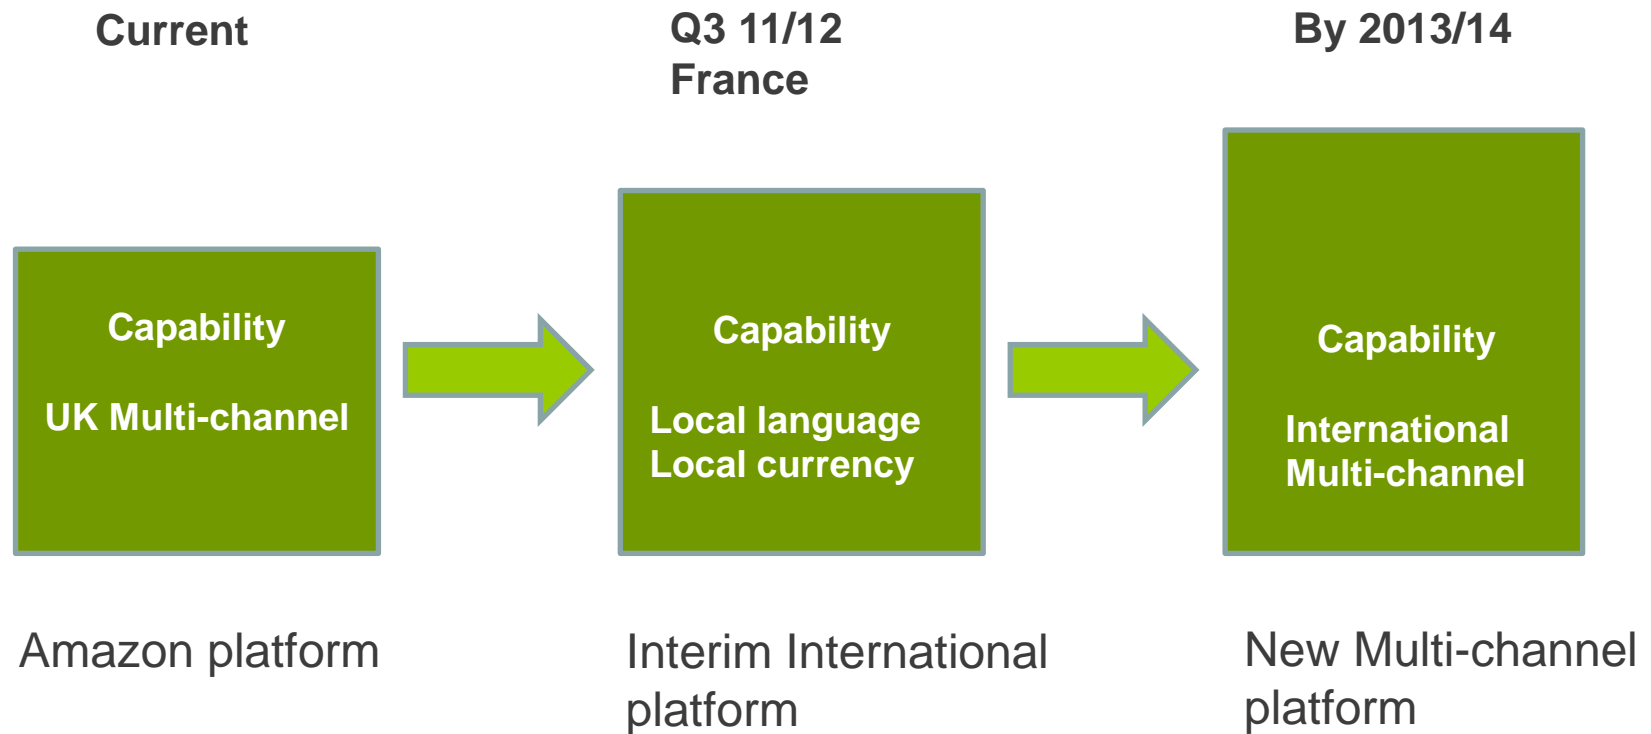 Current
Q3 11/12
France
By 2013/14
Capability
UK Multi-channel
Capability
Local language
Local currency
Capability
International
Multi-channel
Amazon platform
Interim International
platform
New Multi-channel
platform